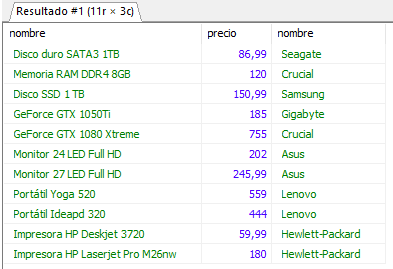 Resultado #1 (11r × 3c)
nombre precio nombre
Disco duro SATA3 1TB 86,99 Seagate
Memoria RAM DDR4 8GB 120 Crucial
Disco SSD 1 TB 150,99 Samsung
GeForce GTX 1050Ti 185 Gigabyte
GeForce GTX 1080 Xtreme 755 Crucial
Monitor 24 LED Full HD 202 Asus
Monitor 27 LED Full HD 245,99 Asus
Portátil Yoga 520 559 Lenovo
Portátil Ideapd 320 444 Lenovo
Impresora HP Deskjet 3720 59,99 Hewlett-Packard
Impresora HP Laserjet Pro M26nw 180 Hewlett-Packard